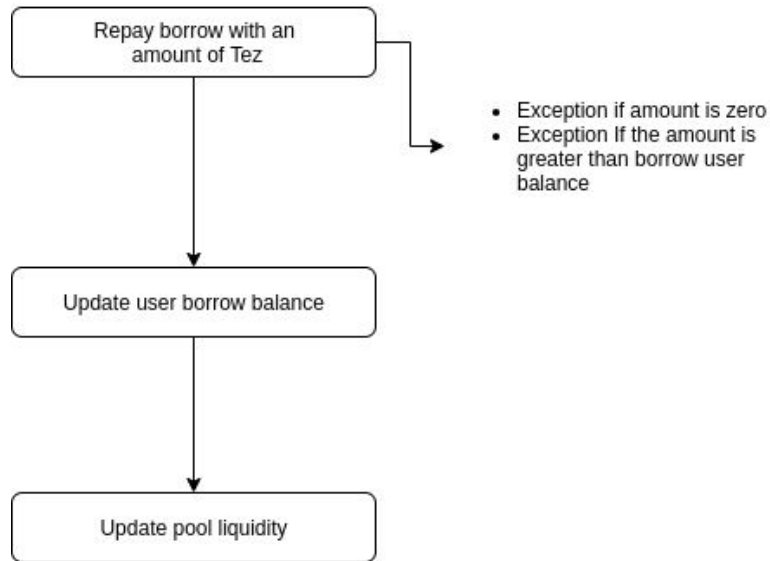 Repay borrow with an
amount of Tez
• Exception if amount is zero
• Exception If the amount is
greater than borrow user
balance
Update user borrow balance
Update pool liquidity